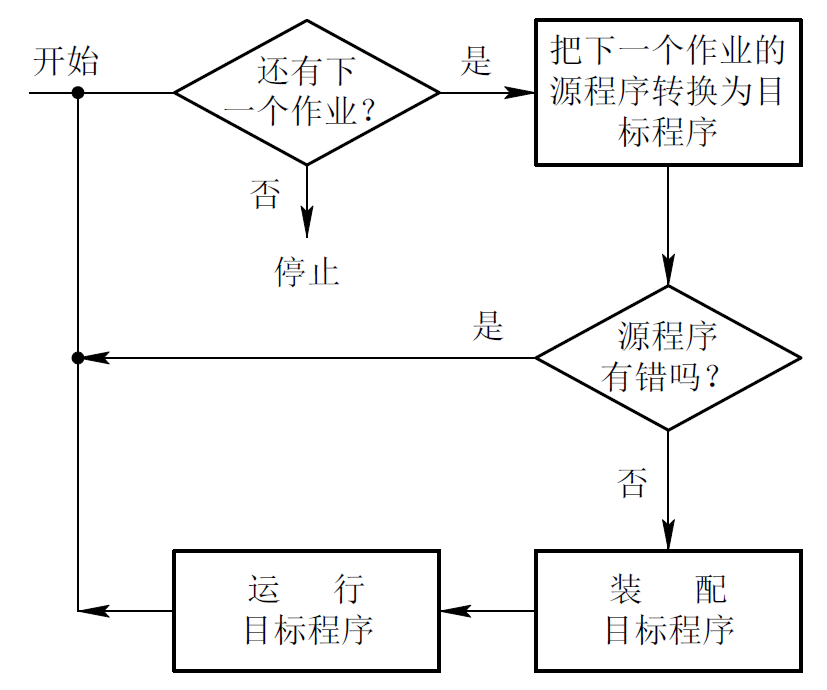 开始
还有下
一个作业？
是
把下一个作业的
源程序转换为目
标程序
否
停止
是
源程序
有错吗？
否
运 行
目标程序
装 配
目标程序